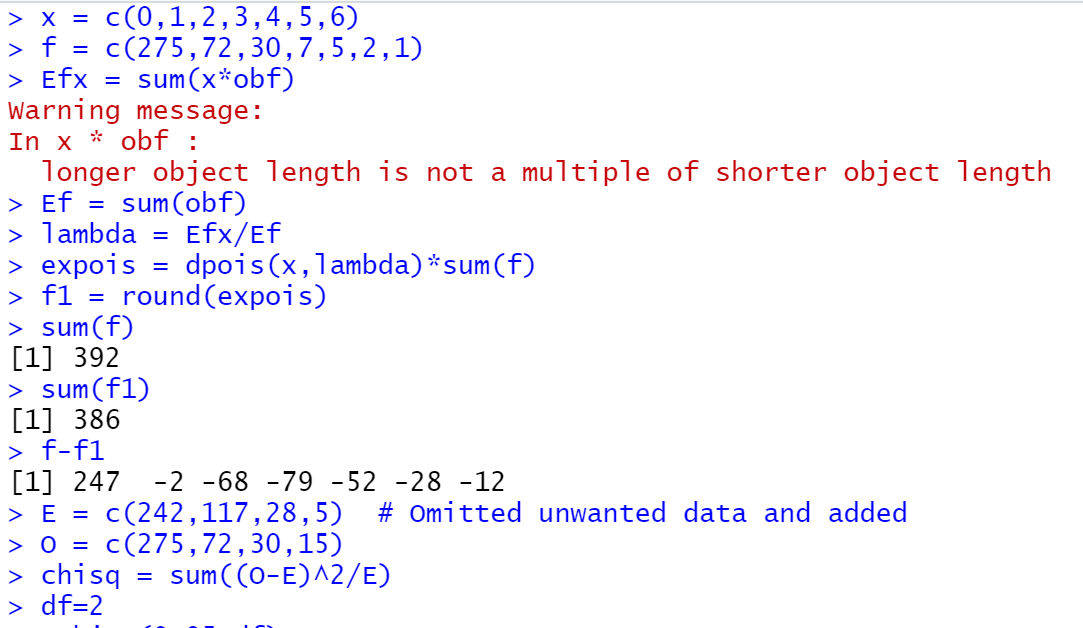 > x = c(0,1,2,3,4,5,6)
> f = c(275,72,30,7,5,2,1)
> Efx = sum(x*obf)
Warning message:
In x * obf :
  longer object length is not a multiple of shorter object length
> Ef = sum(obf)
> lambda = Efx/Ef
> expois = dpois(x,lambda)*sum(f)
> f1 = round(expois)
> sum(f)
[1] 392
> sum(f1)
[1] 386
> f-f1
[1] 247  -2 -68 -79 -52 -28 -12
> E = c(242,117,28,5)  # Omitted unwanted data and added
> O = c(275,72,30,15)
> chisq = sum((O-E)^2/E)
> df=2